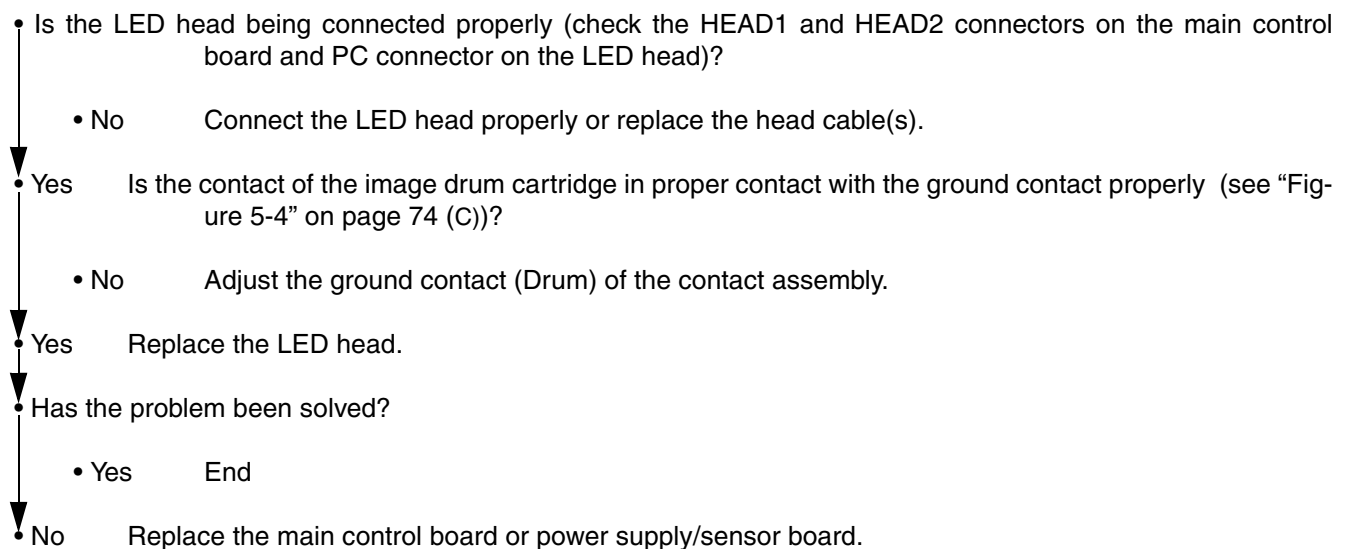 • Is the LED head being connected properly (check the HEAD1 and HEAD2 connectors on the main control
board and PC connector on the LED head)?
• No Connect the LED head properly or replace the head cable(s).
• Yes Is the contact of the image drum cartridge in proper contact with the ground contact properly (see “Fig-
ure 5-4” on page 74 (C))?
• No Adjust the ground contact (Drum) of the contact assembly.
• Yes Replace the LED head.
• Has the problem been solved?
• Yes End
• No Replace the main control board or power supply/sensor board.